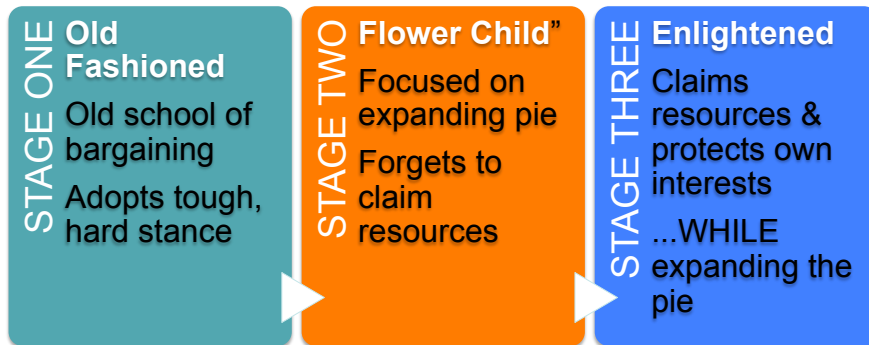 STAGE ONE
Old
Fashioned
Old school of
bargaining
Adopts tough,
hard stance
STAGE TWO
Flower Child”
Focused on
expanding pie
Forgets to
claim
resources
STAGE THREE
Enlightened
Claims
resources &
protects own
interests
...WHILE
expanding the
pie